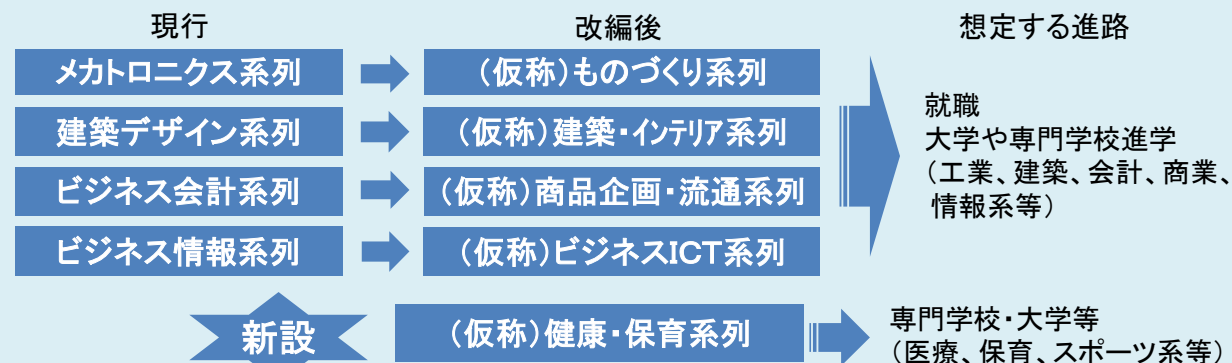 現行 改編後 想定する進路
メカトロニクス系列 (仮称)ものづくり系列
建築デザイン系列 (仮称)建築・インテリア系列
ビジネス会計系列 (仮称)商品企画・流通系列
ビジネス情報系列 (仮称)ビジネスICT系列
就職
大学や専門学校進学
(工業、建築、会計、商業、
情報系等)
新設 (仮称)健康・保育系列
専門学校・大学等
(医療、保育、スポーツ系等)